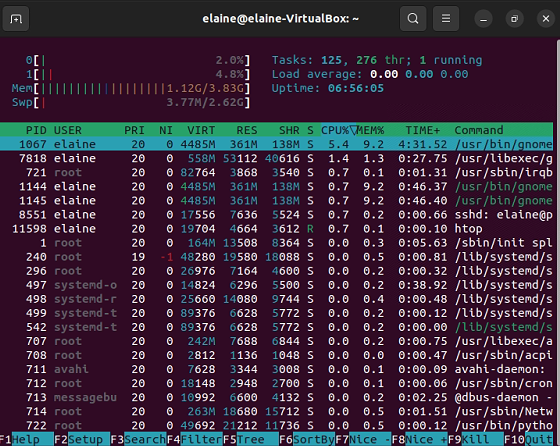 elaine@elaine-VirtualBox: ~
0[| 2.0%] Tasks: 125, 276 thr; 1 running
1[|| 4.8%] Load average: 0.00 0.00 0.00
Mem[||||||||||||||||||||1.12G/3.83G] Uptime: 06:56:05
Swp[| 3.77M/2.62G]
PID USER PRI NI VIRT RES SHR S CPU%▽MEM% TIME+ Command
1067 elaine 20 0 4485M 361M 138M S 5.4 9.2 4:31.52 /usr/bin/gnome
7818 elaine 20 0 558M 53112 40616 S 1.4 1.3 0:27.75 /usr/libexec/g
721 root 20 0 82764 3868 3540 S 0.7 0.1 0:01.31 /usr/sbin/irqb
1144 elaine 20 0 4485M 361M 138M S 0.7 9.2 0:46.37 /usr/bin/gnome
1145 elaine 20 0 4485M 361M 138M S 0.7 9.2 0:46.40 /usr/bin/gnome
8551 elaine 20 0 17556 7636 5524 S 0.7 0.2 0:00.66 sshd: elaine@p
11598 elaine 20 0 19704 4664 3612 R 0.7 0.1 0:00.10 htop
1 root 20 0 164M 13508 8364 S 0.0 0.3 0:05.63 /sbin/init spl
240 root 19 -1 48280 19580 18088 S 0.0 0.5 0:00.81 /lib/systemd/s
296 root 20 0 26976 7164 4600 S 0.0 0.2 0:00.32 /lib/systemd/s
497 systemd-o 20 0 14824 6296 5500 S 0.0 0.2 0:38.92 /lib/systemd/s
498 systemd-r 20 0 25660 14080 9744 S 0.0 0.4 0:00.48 /lib/systemd/s
499 systemd-t 20 0 89376 6628 5772 S 0.0 0.2 0:00.12 /lib/systemd/s
542 systemd-t 20 0 89376 6628 5772 S 0.0 0.2 0:00.00 /lib/systemd/s
707 root 20 0 242M 7688 6844 S 0.0 0.2 0:00.38 /usr/libexec/a
708 root 20 0 2812 1136 1048 S 0.0 0.0 0:00.47 /usr/sbin/acpi
711 avahi 20 0 7628 3344 3008 S 0.0 0.1 0:00.09 avahi-daemon:
712 root 20 0 18148 2948 2700 S 0.0 0.1 0:00.06 /usr/sbin/cron
713 messagebu 20 0 10992 6600 4132 S 0.0 0.2 0:02.25 @dbus-daemon -
714 root 20 0 263M 18680 15712 S 0.0 0.5 0:01.51 /usr/sbin/Netw
722 root 20 0 49692 21212 11736 S 0.0 0.5 0:00.12 /usr/bin/pytho
F1Help F2Setup F3SearchF4FilterF5Tree F6SortByF7Nice -F8Nice +F9Kill F10Quit